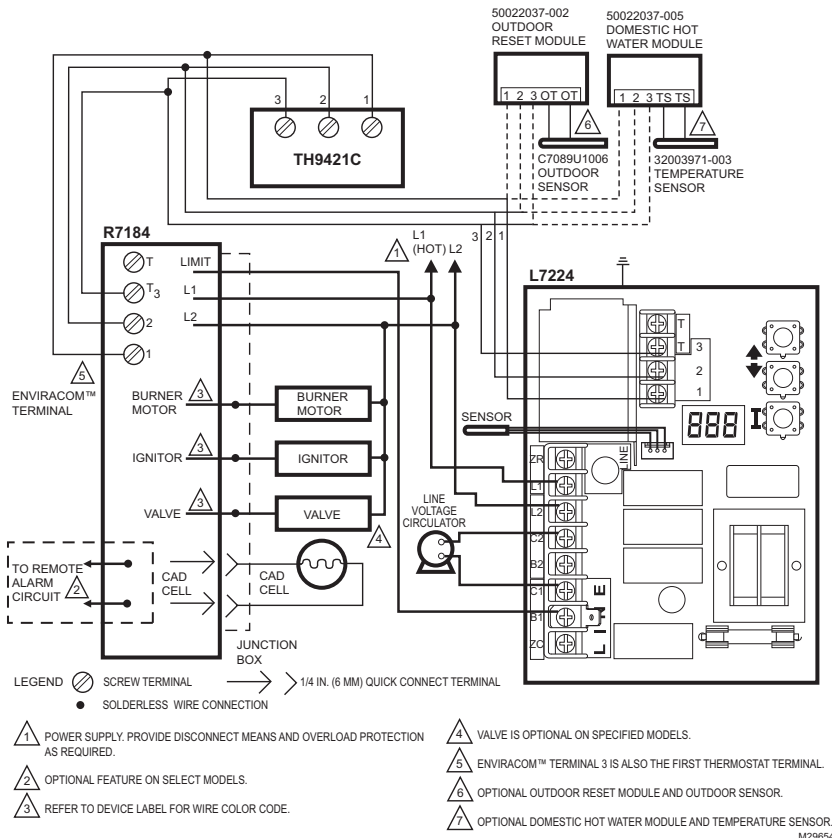 50022037-002
OUTDOOR
RESET MODULE
50022037-005
DOMESTIC HOT
WATER MODULE
1 2 3 OT OT
1 2 3 TS TS
6
7
C7089U1006
OUTDOOR
SENSOR
32003971-003
TEMPERATURE
SENSOR
3 2 1
TH9421C
R7184
T
T3
2
1
LIMIT
L1
L2
5
ENVIRACOM™
TERMINAL
1
L1
(HOT) L2
3 2 1
L7224
T
T 3
2
1
888
BURNER
MOTOR
3
BURNER
MOTOR
IGNITOR
3
IGNITOR
VALVE
3
VALVE
4
SENSOR
LINE
VOLTAGE
CIRCULATOR
ZR
L1
L2
C2
B2
C1
B1
ZC
LINE
LINE
TO REMOTE
ALARM
CIRCUIT
2
CAD
CELL
CAD
CELL
JUNCTION
BOX
LEGEND SCREW TERMINAL 1/4 IN. (6 MM) QUICK CONNECT TERMINAL
SOLDERLESS WIRE CONNECTION
1 POWER SUPPLY. PROVIDE DISCONNECT MEANS AND OVERLOAD PROTECTION
AS REQUIRED.
2 OPTIONAL FEATURE ON SELECT MODELS.
3 REFER TO DEVICE LABEL FOR WIRE COLOR CODE.
4 VALVE IS OPTIONAL ON SPECIFIED MODELS.
5 ENVIRACOM™ TERMINAL 3 IS ALSO THE FIRST THERMOSTAT TERMINAL.
6 OPTIONAL OUTDOOR RESET MODULE AND OUTDOOR SENSOR.
7 OPTIONAL DOMESTIC HOT WATER MODULE AND TEMPERATURE SENSOR.